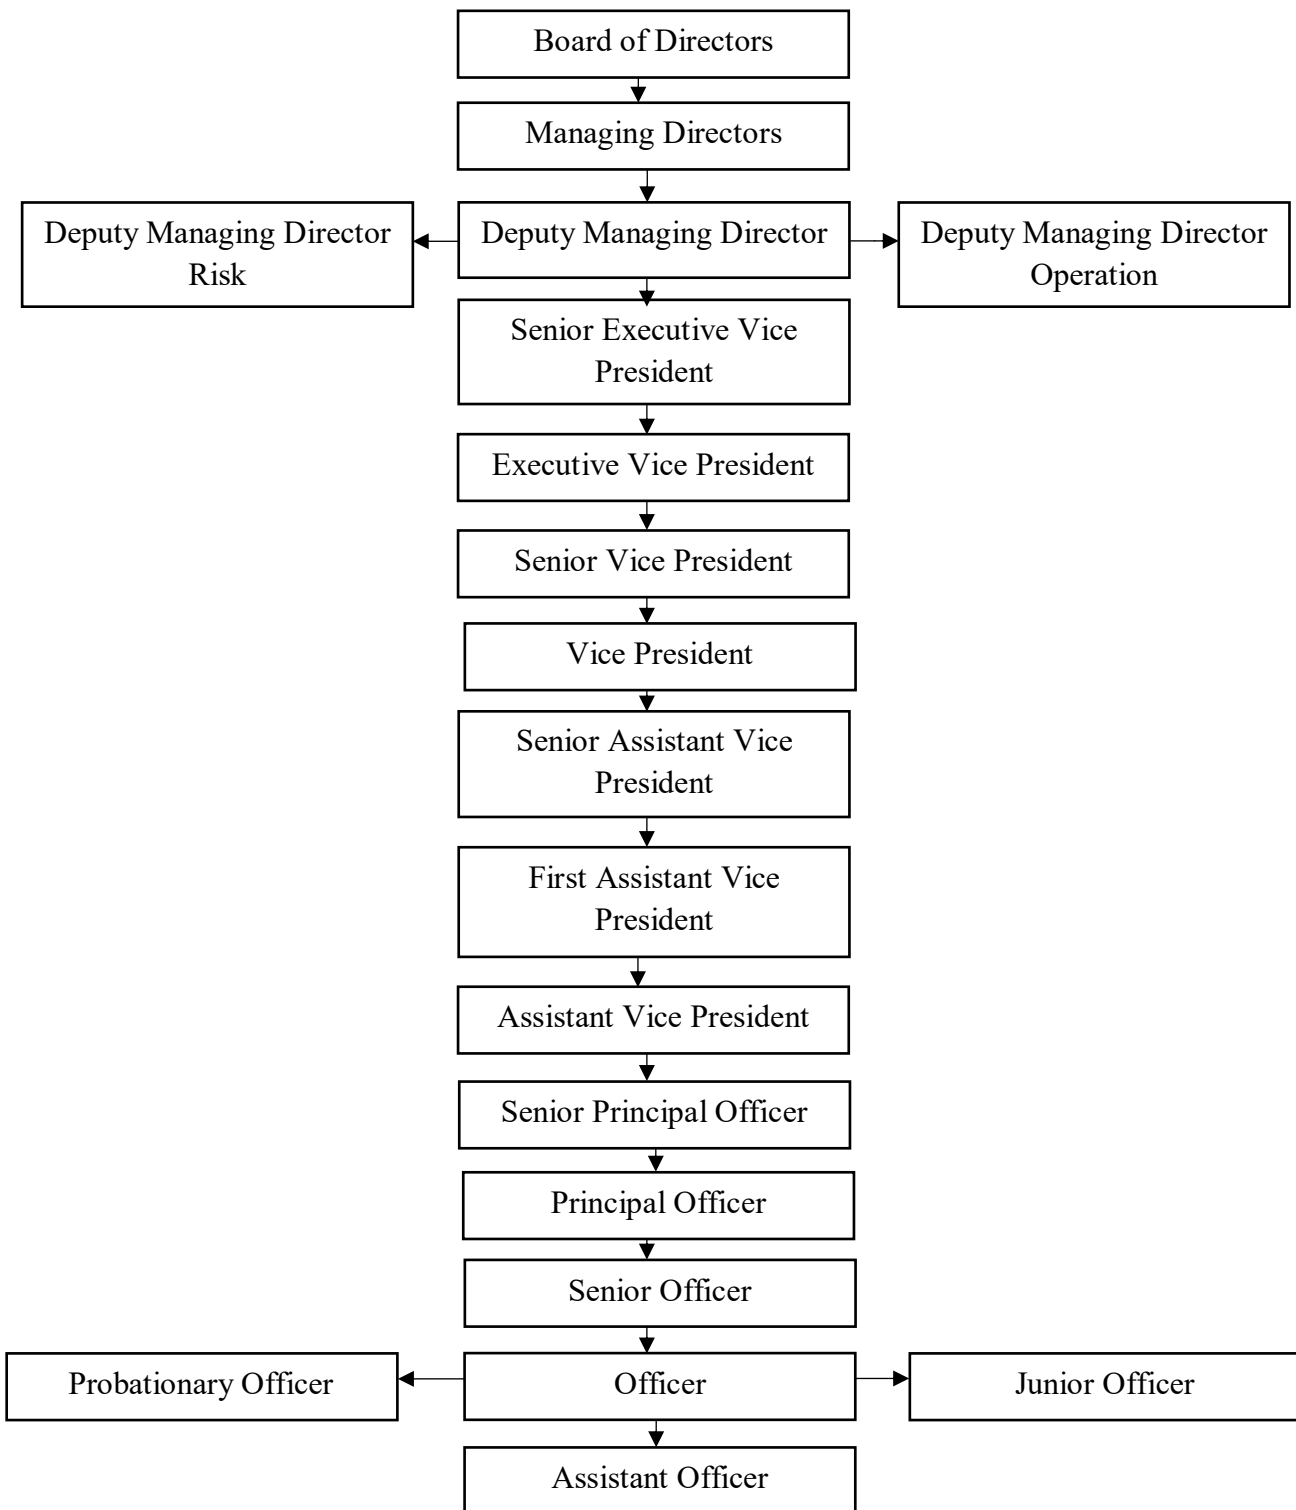 Board of Directors
Managing Directors
Deputy Managing Director
Risk
Deputy Managing Director
Deputy Managing Director
Operation
Senior Executive Vice
President
Executive Vice President
Senior Vice President
Vice President
Senior Assistant Vice
President
First Assistant Vice
President
Assistant Vice President
Senior Principal Officer
Principal Officer
Senior Officer
Probationary Officer
Officer
Junior Officer
Assistant Officer